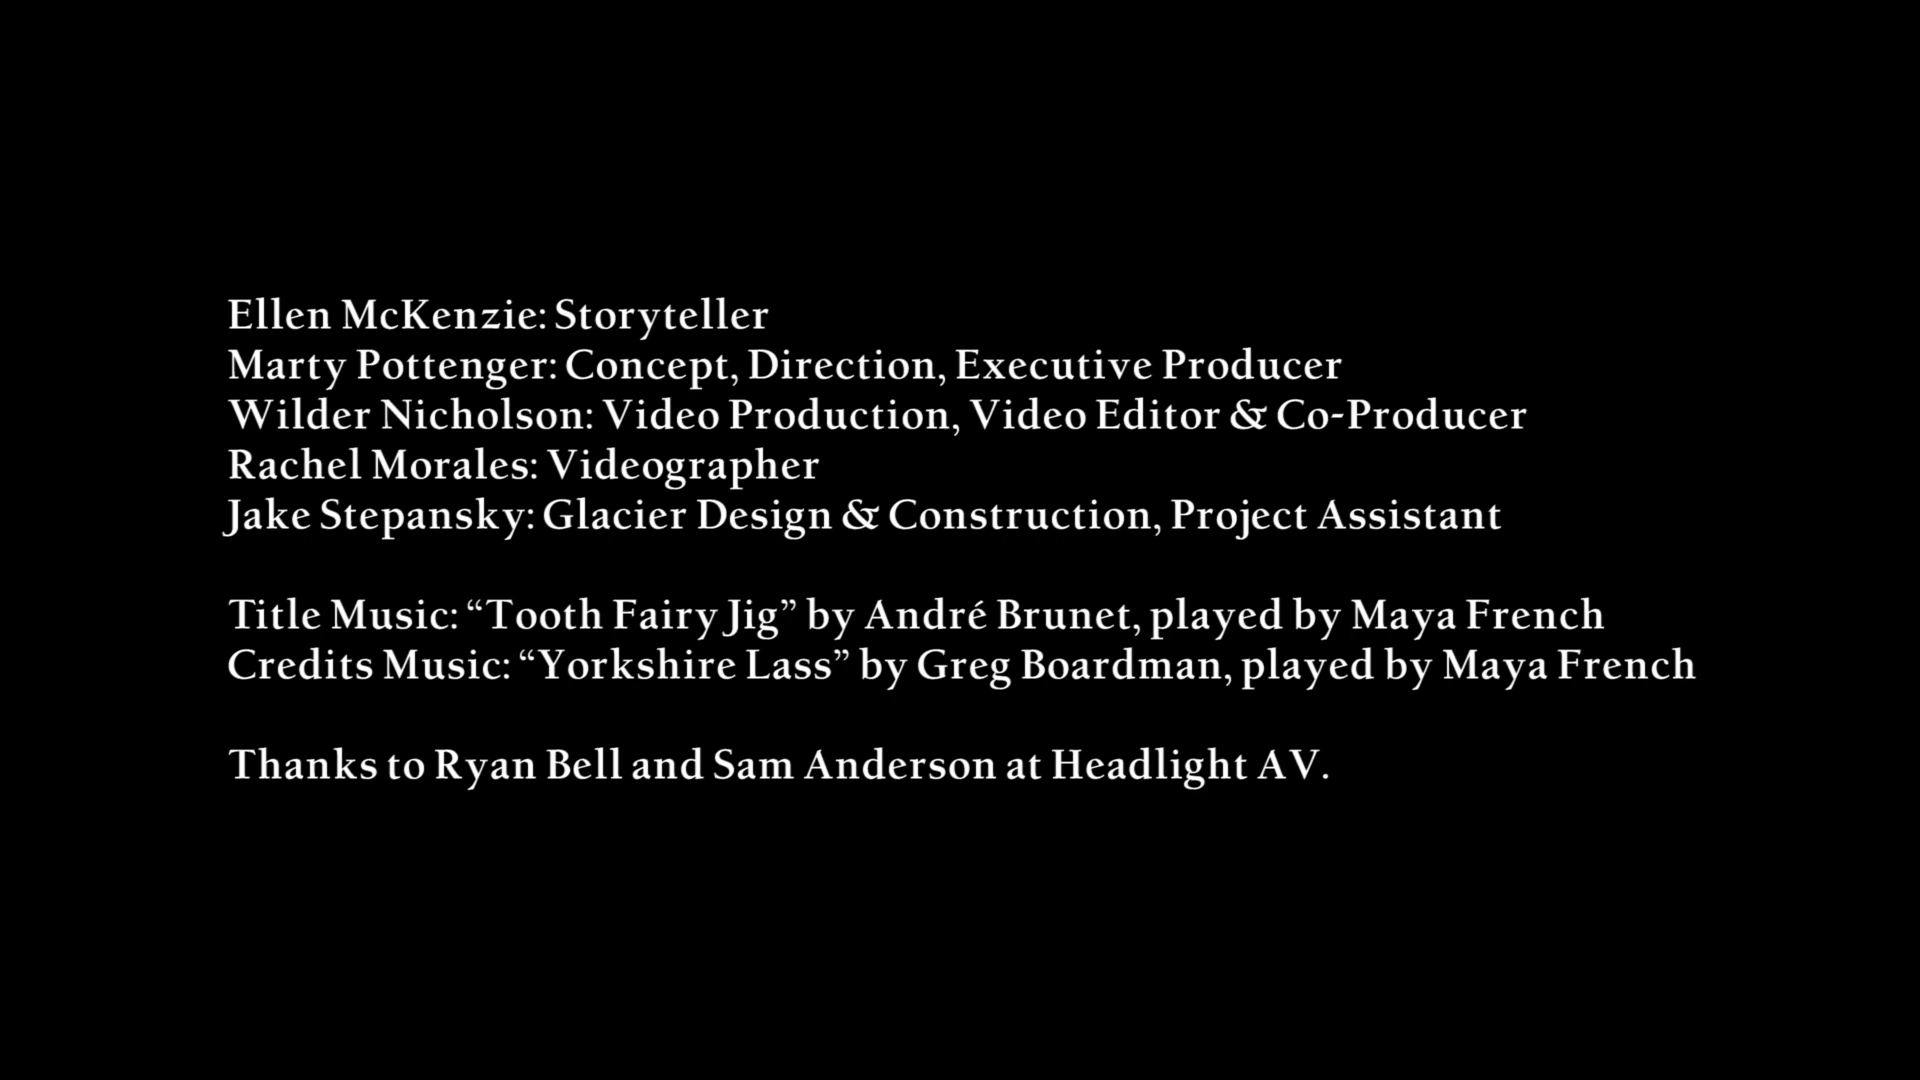 Ellen McKenzie: Storyteller
Marty Pottenger: Concept, Direction, Executive Producer
Wilder Nicholson: Video Production, Video Editor & Co-Producer
Rachel Morales: Videographer
Jake Stepansky: Glacier Design & Construction, Project Assistant
Title Music: “Tooth Fairy Jig” by André Brunet, played by Maya French
Credits Music: “Yorkshire Lass” by Greg Boardman, played by Maya French
Thanks to Ryan Bell and Sam Anderson at Headlight AV.